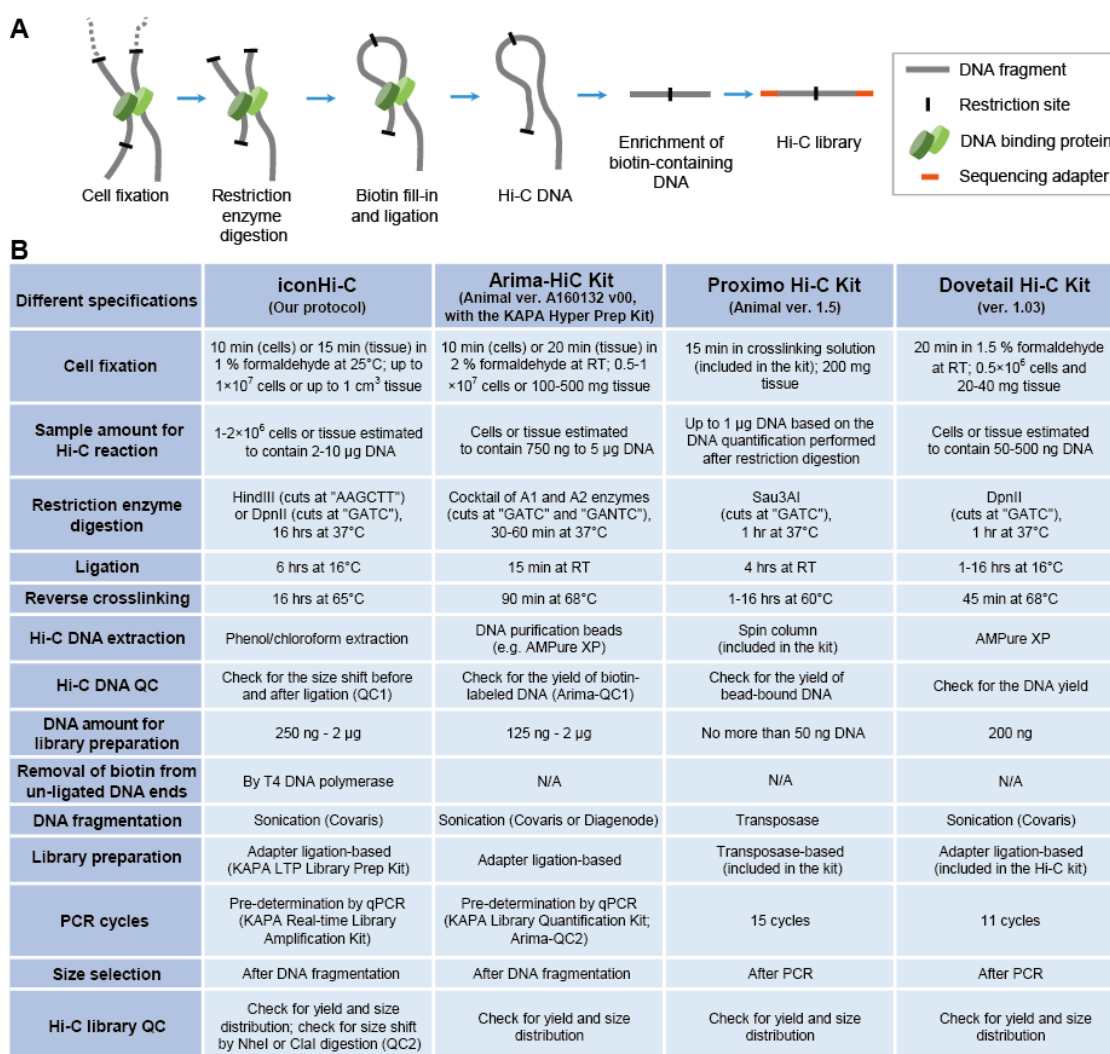 A
Cell fixation
Restriction
enzyme
digestion
Biotin fill-in
and ligation
Hi-C DNA
Enrichment of
biotin-containing
DNA
Hi-C library
DNA fragment
Restriction site
DNA binding protein
Sequencing adapter
B
Different specifications
iconHi-C
(Our protocol)
Arima-HiC Kit
(Animal ver. A160132 v00,
with the KAPA Hyper Prep Kit)
Proximo Hi-C Kit
(Animal ver. 1.5)
Dovetail Hi-C Kit
(ver. 1.03)
Cell fixation
10 min (cells) or 15 min (tissue) in
1 % formaldehyde at 25°C; up to
1×10⁷ cells or up to 1 cm³ tissue
10 min (cells) or 20 min (tissue) in
2 % formaldehyde at RT; 0.5-1
×10⁷ cells or 100-500 mg tissue
15 min in crosslinking solution
(included in the kit); 200 mg
tissue
20 min in 1.5 % formaldehyde
at RT; 0.5×10⁶ cells and
20-40 mg tissue
Sample amount for
Hi-C reaction
1-2×10⁶ cells or tissue estimated
to contain 2-10 µg DNA
Cells or tissue estimated
to contain 750 ng to 5 µg DNA
Up to 1 µg DNA based on the
DNA quantification performed
after restriction digestion
Cells or tissue estimated
to contain 50-500 ng DNA
Restriction enzyme
digestion
HindIII (cuts at "AAGCTT")
or DpnII (cuts at "GATC"),
16 hrs at 37°C
Cocktail of A1 and A2 enzymes
(cuts at "GATC" and "GANTC"),
30-60 min at 37°C
Sau3AI
(cuts at "GATC"),
1 hr at 37°C
DpnII
(cuts at "GATC"),
1 hr at 37°C
Ligation
6 hrs at 16°C
15 min at RT
4 hrs at RT
1-16 hrs at 16°C
Reverse crosslinking
16 hrs at 65°C
90 min at 68°C
1-16 hrs at 60°C
45 min at 68°C
Hi-C DNA extraction
Phenol/chloroform extraction
DNA purification beads
(e.g. AMPure XP)
Spin column
(included in the kit)
AMPure XP
Hi-C DNA QC
Check for the size shift before
and after ligation (QC1)
Check for the yield of biotin-
labeled DNA (Arima-QC1)
Check for the yield of
bead-bound DNA
Check for the DNA yield
DNA amount for
library preparation
250 ng - 2 µg
125 ng - 2 µg
No more than 50 ng DNA
200 ng
Removal of biotin from
un-ligated DNA ends
By T4 DNA polymerase
N/A
N/A
N/A
DNA fragmentation
Sonication (Covaris)
Sonication (Covaris or Diagenode)
Transposase
Sonication (Covaris)
Library preparation
Adapter ligation-based
(KAPA LTP Library Prep Kit)
Adapter ligation-based
Transposase-based
(included in the kit)
Adapter ligation-based
(included in the Hi-C kit)
PCR cycles
Pre-determination by qPCR
(KAPA Real-time Library
Amplification Kit)
Pre-determination by qPCR
(KAPA Library Quantification Kit;
Arima-QC2)
15 cycles
11 cycles
Size selection
After DNA fragmentation
After DNA fragmentation
After PCR
After PCR
Hi-C library QC
Check for yield and size
distribution; check for size shift
by NheI or ClaI digestion (QC2)
Check for yield and size
distribution
Check for yield and size
distribution
Check for yield and size
distribution